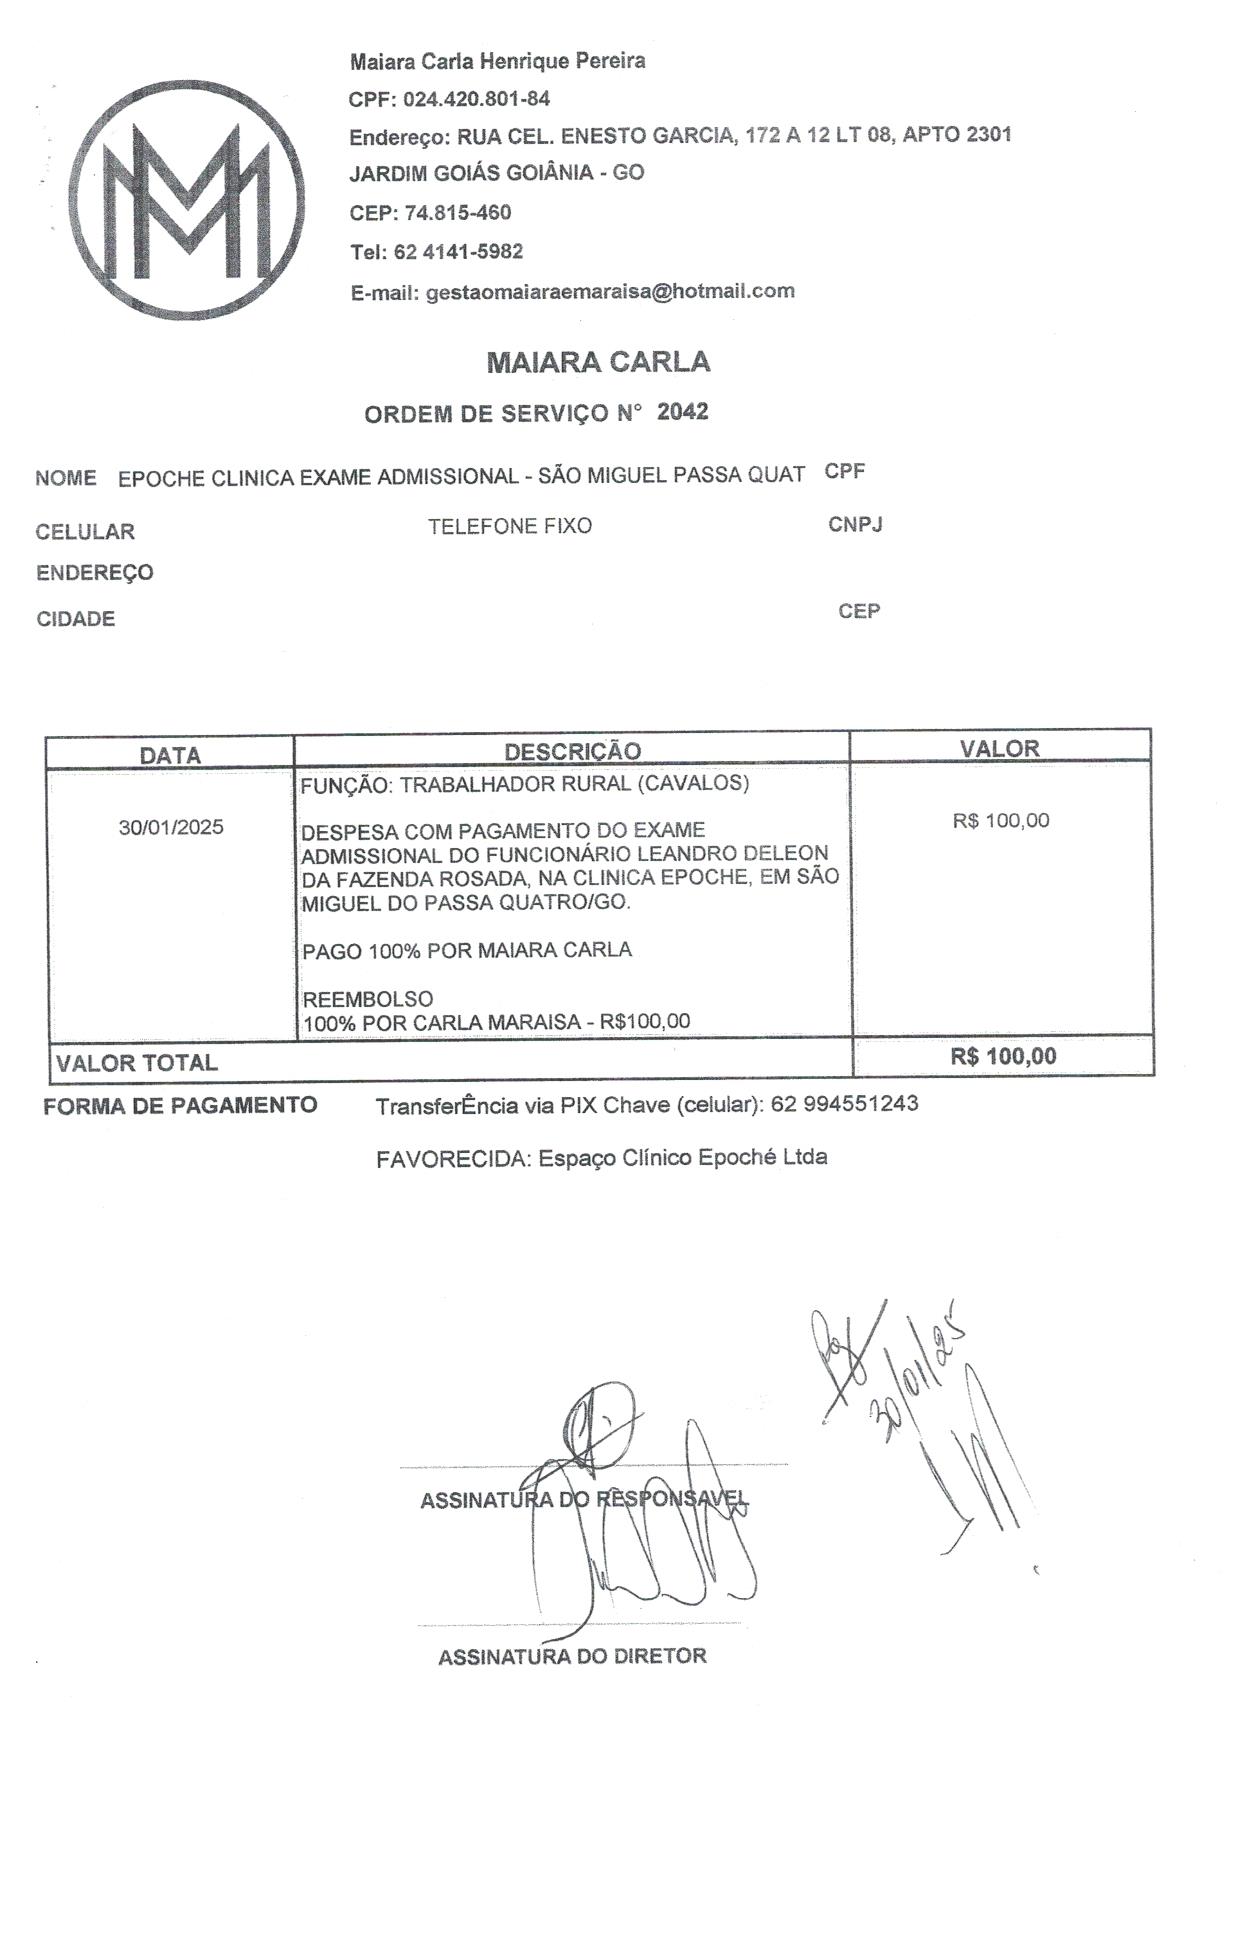 Maiara Carla Henrique Pereira
CPF: 024.420.801-84
Endereço: RUA CEL. ENESTO GARCIA, 172 A 12 LT 08, APTO 2301
JARDIM GOIÁS GOIÂNIA - GO
CEP: 74.815-460
Tel: 62 4141-5982
E-mail: gestaomaiaraemaraisa@hotmail.com
MAIARA CARLA
ORDEM DE SERVIÇO N° 2042
NOME EPOCHE CLINICA EXAME ADMISSIONAL - SÃO MIGUEL PASSA QUAT CPF
CELULAR TELEFONE FIXO CNPJ
ENDEREÇO
CIDADE CEP
DATA DESCRIÇÃO VALOR
FUNÇÃO: TRABALHADOR RURAL (CAVALOS)
30/01/2025 DESPESA COM PAGAMENTO DO EXAME R$ 100,00
ADMISSIONAL DO FUNCIONÁRIO LEANDRO DELEON
DA FAZENDA ROSADA, NA CLINICA EPOCHE, EM SÃO
MIGUEL DO PASSA QUATRO/GO.
PAGO 100% POR MAIARA CARLA
REEMBOLSO
100% POR CARLA MARAISA - R$100,00
VALOR TOTAL R$ 100,00
FORMA DE PAGAMENTO TransferÊncia via PIX Chave (celular): 62 994551243
FAVORECIDA: Espaço Clínico Epoché Ltda
30/01/25
ASSINATURA DO RESPONSAVEL
ASSINATURA DO DIRETOR